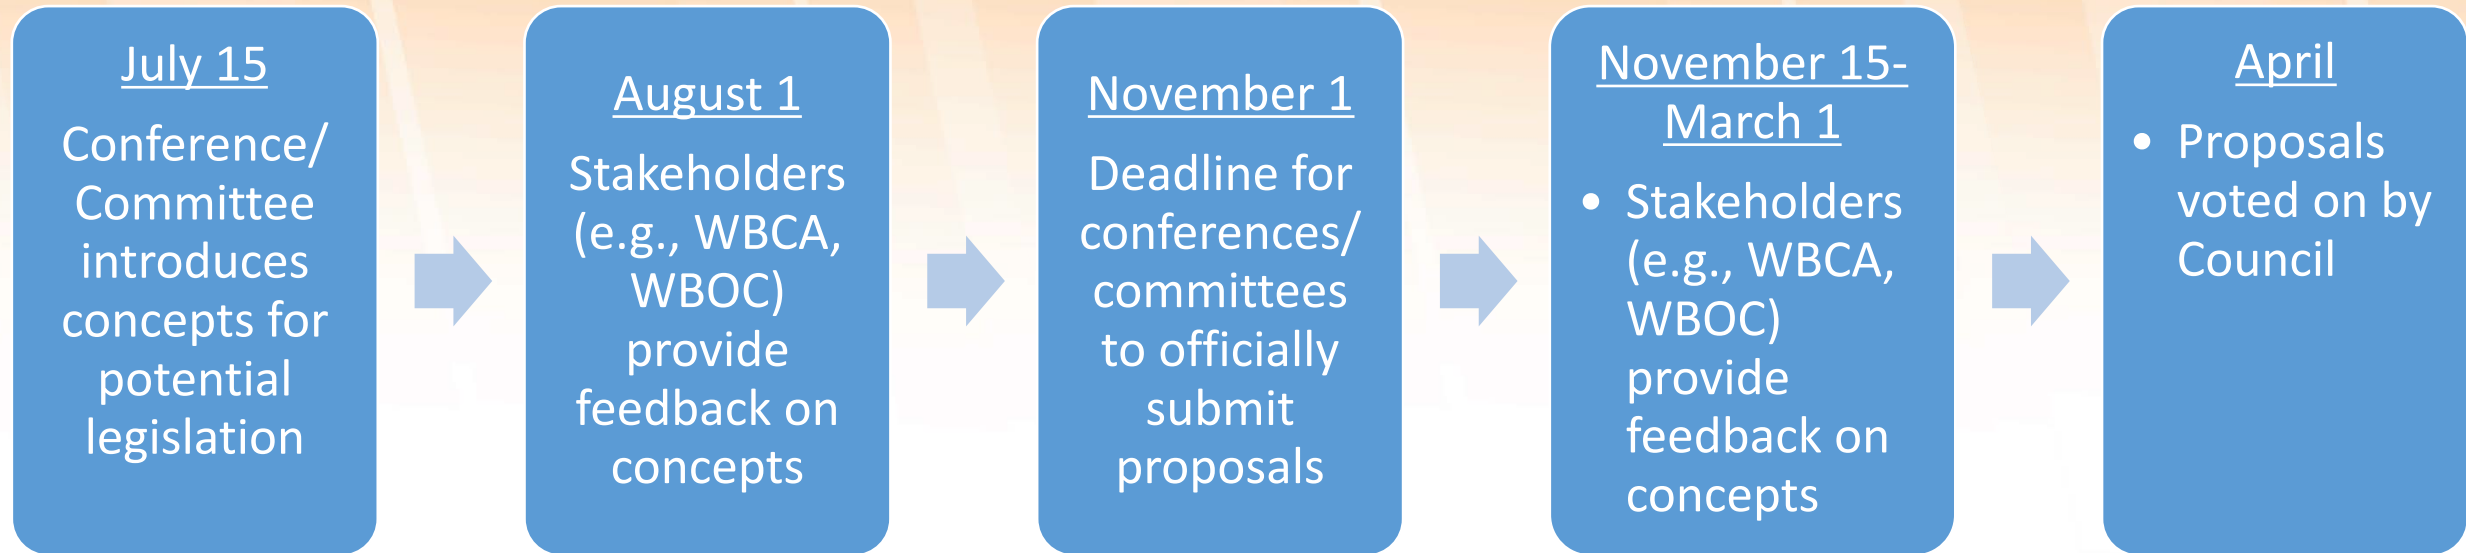 July 15
Conference/
Committee
introduces
concepts for
potential
legislation
August 1
Stakeholders
(e.g., WBCA,
WBOC)
provide
feedback on
concepts
November 1
Deadline for
conferences/
committees
to officially
submit
proposals
November 15-
March 1
• Stakeholders
(e.g., WBCA,
WBOC)
provide
feedback on
concepts
April
• Proposals
voted on by
Council